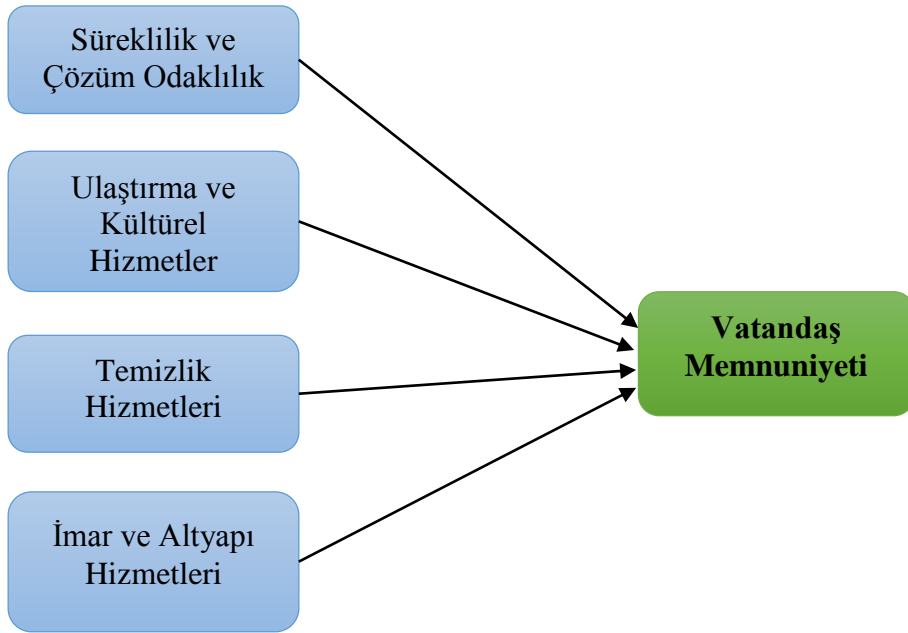 Süreklilik ve
Çözüm Odaklılık
Ulaştırma ve
Kültürel
Hizmetler
Temizlik
Hizmetleri
İmar ve Altyapı
Hizmetleri
Vatandaş
Memnuniyeti